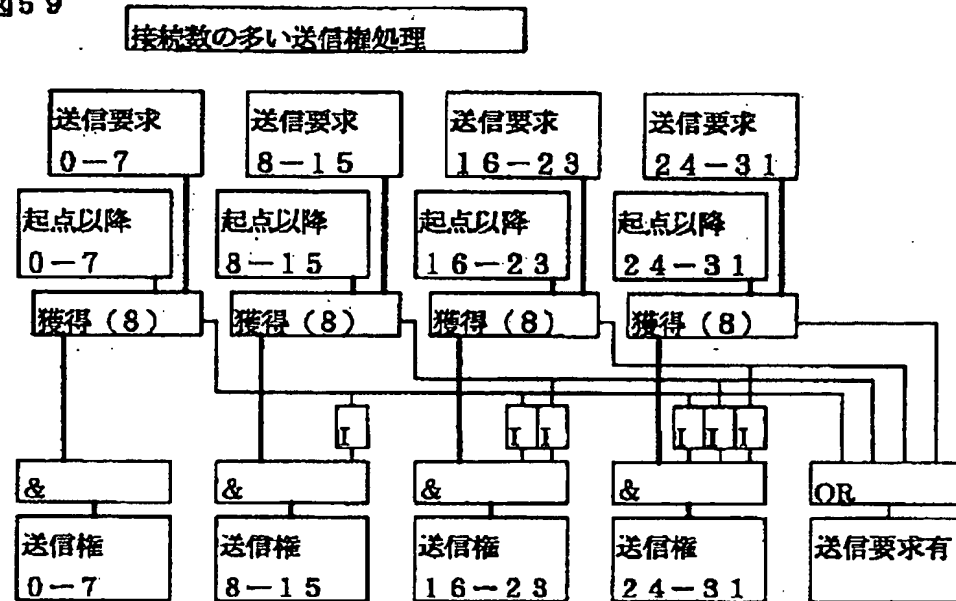 図59
接続数の多い送信権処理
送信要求
0−7
送信要求
8−15
送信要求
16−23
送信要求
24−31
起点以降
0−7
起点以降
8−15
起点以降
16−23
起点以降
24−31
獲得(8)
獲得(8)
獲得(8)
獲得(8)
I
I
I
I
I
I
&
&
&
&
OR
送信権
0−7
送信権
8−15
送信権
16−23
送信権
24−31
送信要求有